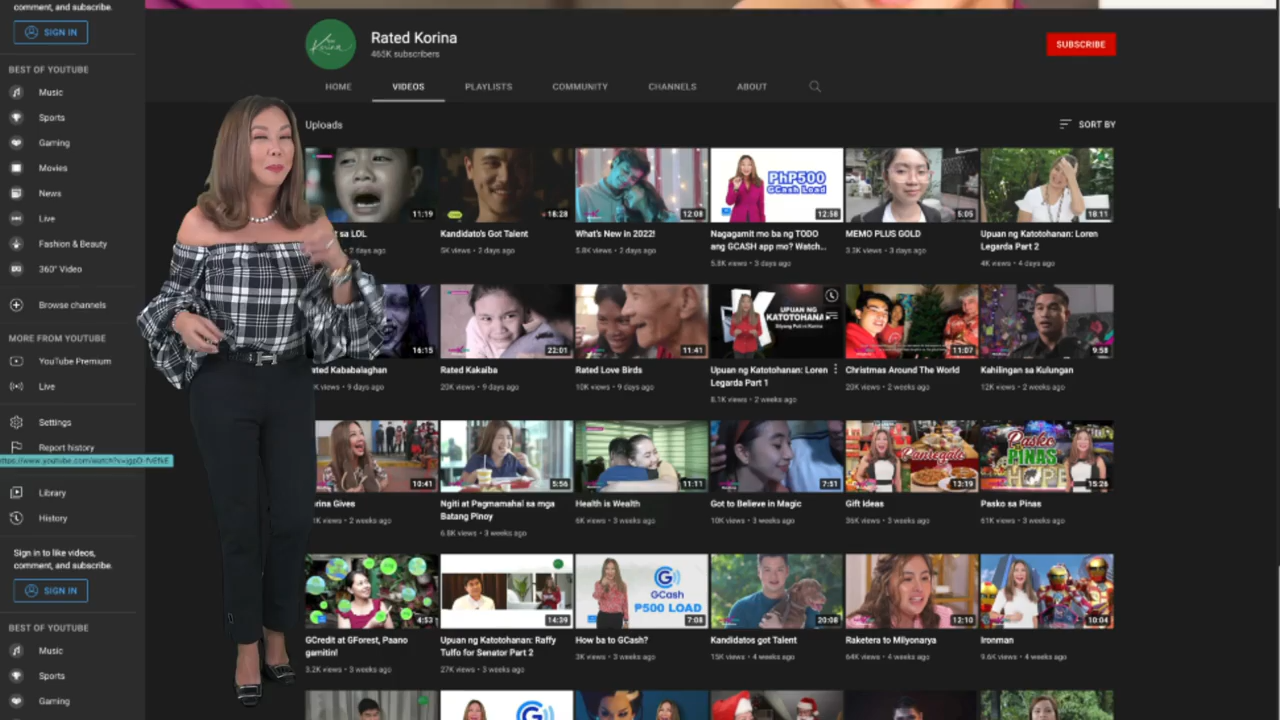 comment, and subscribe.
SIGN IN
BEST OF YOUTUBE
Music
Sports
Gaming
Movies
News
Live
Fashion & Beauty
360° Video
Browse channels
MORE FROM YOUTUBE
YouTube Premium
Live
Settings
Report history
Library
History
Sign in to like videos,
comment, and subscribe.
SIGN IN
BEST OF YOUTUBE
Music
Sports
Gaming
Korina
Rated Korina
465K subscribers
SUBSCRIBE
HOME VIDEOS PLAYLISTS COMMUNITY CHANNELS ABOUT
Uploads
SORT BY
PhP500
GCash Load
11:19 18:28 12:08 12:58 5:05 18:11
sa LOL
2 days ago
Kandidato's Got Talent
5K views • 2 days ago
What's New in 2022!
5.8K views • 2 days ago
Nagagamit mo ba ng TODO
ang GCASH app mo? Watch...
5.8K views • 3 days ago
MEMO PLUS GOLD
3.3K views • 3 days ago
Upuan ng Katotohanan: Loren
Legarda Part 2
4K views • 4 days ago
UPUAN NG
KATOTOHANAN
16:15 22:01 11:41 11:07 9:58
ated Kababalaghan
views • 9 days ago
Rated Kakaiba
20K views • 9 days ago
Rated Love Birds
10K views • 9 days ago
Upuan ng Katotohanan: Loren
Legarda Part 1
8.1K views • 2 weeks ago
Christmas Around The World
20K views • 2 weeks ago
Kahilingan sa Kulungan
12K views • 2 weeks ago
Pamregalo
Pasko
PINAS
10:41 5:56 11:11 7:51 13:19 15:26
rina Gives
K views • 2 weeks ago
Ngiti at Pagmamahal sa mga
Batang Pinoy
6.8K views • 3 weeks ago
Health is Wealth
6K views • 3 weeks ago
Got to Believe in Magic
10K views • 3 weeks ago
Gift Ideas
36K views • 3 weeks ago
Pasko sa Pinas
61K views • 3 weeks ago
GCash
P500 LOAD
4:53 14:39 7:08 20:08 12:10 10:04
GCredit at GForest, Paano
gamitin!
3.2K views • 3 weeks ago
Upuan ng Katotohanan: Raffy
Tulfo for Senator Part 2
27K views • 3 weeks ago
How ba to GCash?
3K views • 3 weeks ago
Kandidatos got Talent
15K views • 4 weeks ago
Raketera to Milyonarya
64K views • 4 weeks ago
Ironman
9.6K views • 4 weeks ago